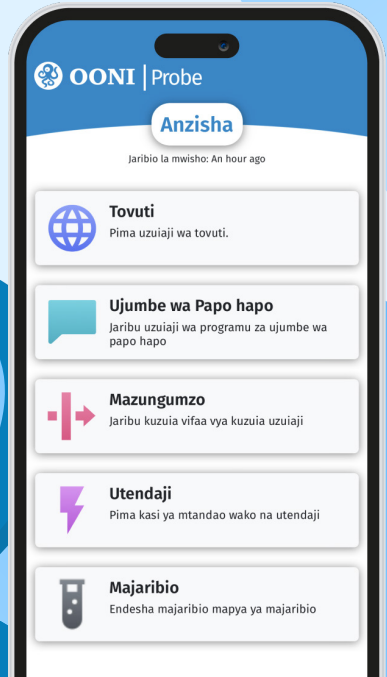 OONI | Probe
Anzisha
Jaribio la mwisho: An hour ago
Tovuti
Pima uzuiaji wa tovuti.
Ujumbe wa Papo hapo
Jaribu uzuiaji wa programu za ujumbe wa
papo hapo
Mazungumzo
Jaribu kuzuia vifaa vya kuzuia uzuiaji
Utendaji
Pima kasi ya mtandao wako na utendaji
Majaribio
Endesha majaribio mapya ya majaribio